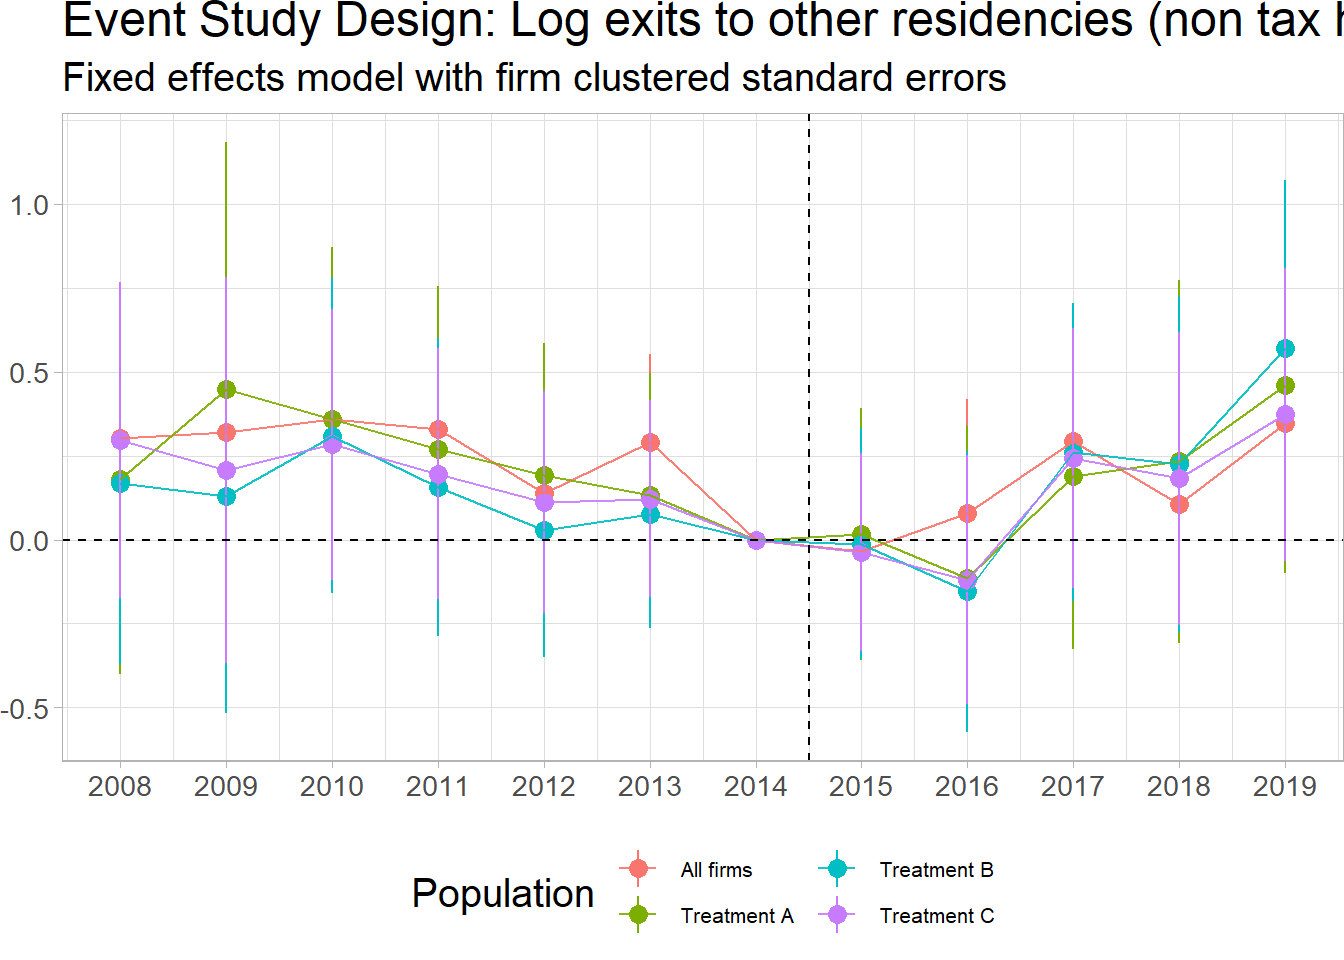 Event Study Design: Log exits to other residencies (non tax
Fixed effects model with firm clustered standard errors
1.0
0.5
0.0
-0.5
2008 2009 2010 2011 2012 2013 2014 2015 2016 2017 2018 2019
Population
All firms
Treatment A
Treatment B
Treatment C